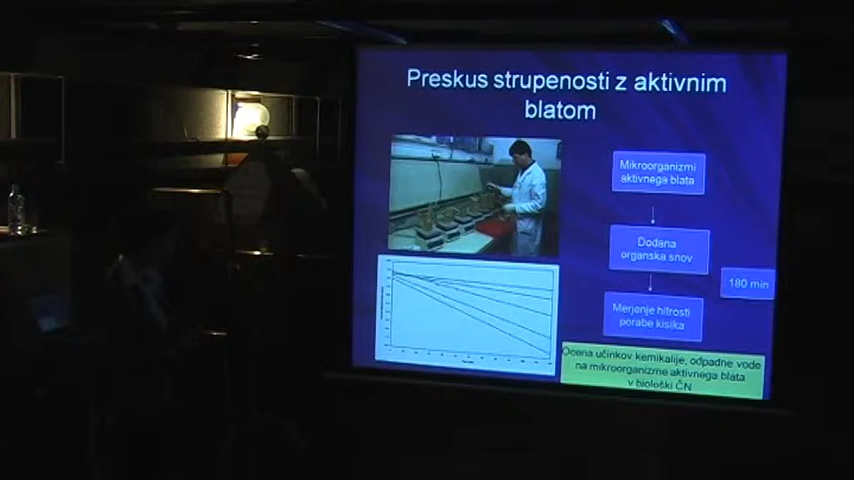 Preskus strupenosti z aktivnim
blatom
Mikroorganizmi
aktivnega blata
Dodana
organska snov
180 min
Merjenje hitrosti
porabe kisika
Ocena učinkov kemikalije, odpadne vode
na mikroorganizme aktivnega blata
v biološki ČN